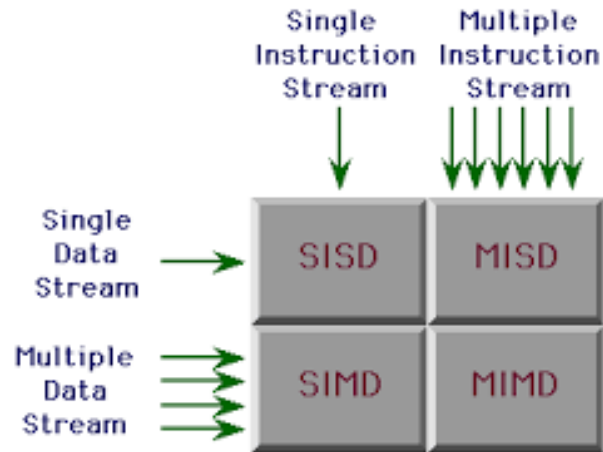 Single
Instruction
Stream
Multiple
Instruction
Stream
Single
Data
Stream
SISD
MISD
Multiple
Data
Stream
SIMD
MIMD